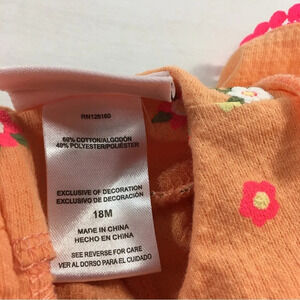 RN125160
60% COTTON/ALGODÓN
40% POLYESTER/POLIÉSTER
EXCLUSIVE OF DECORATION
EXCLUSIVO DE DECORACIÓN
18M
MADE IN CHINA
HECHO EN CHINA
SEE REVERSE FOR CARE
VER AL DORSO PARA EL CUIDADO